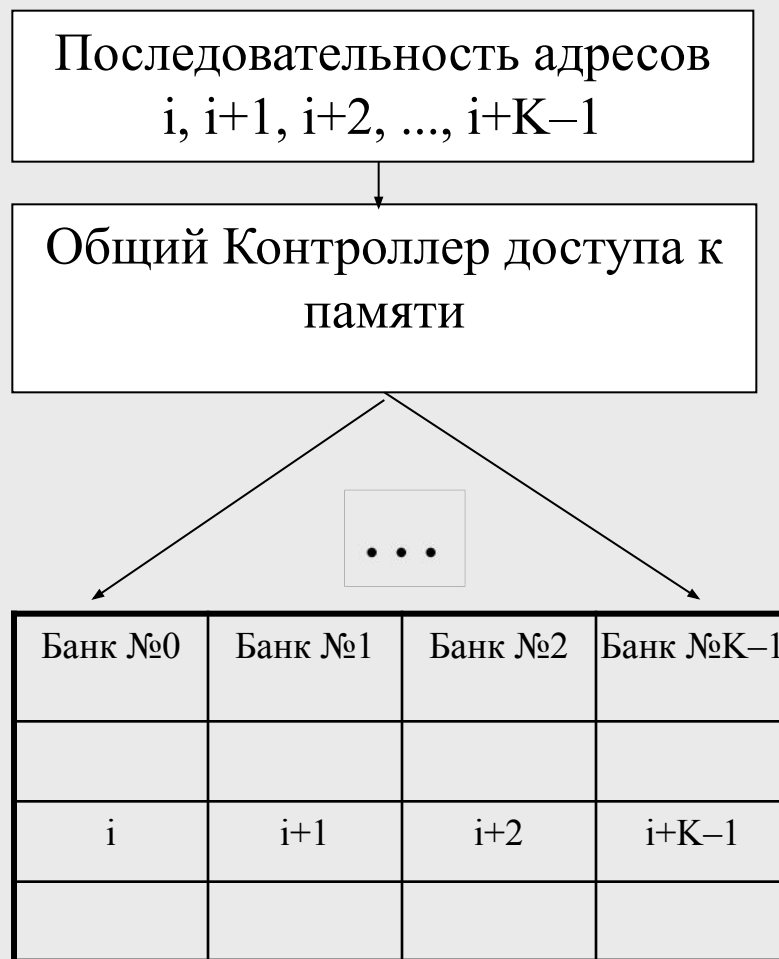 Последовательность адресов
i, i+1, i+2, ..., i+K–1
Общий Контроллер доступа к
памяти
...
Банк №0 Банк №1 Банк №2 Банк №K–1
i i+1 i+2 i+K–1